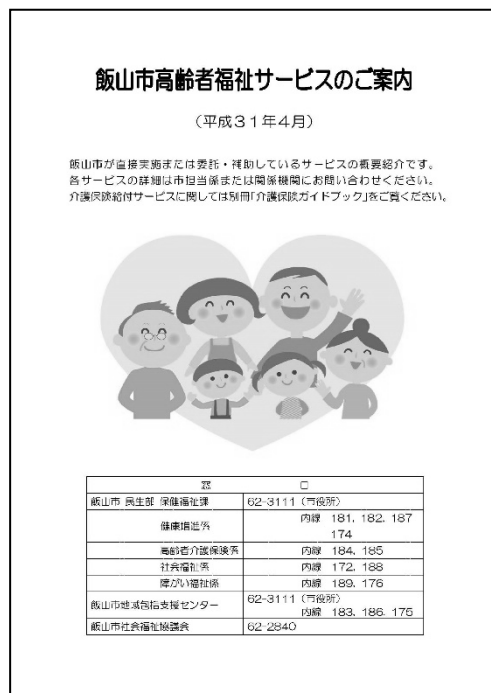 飯山市高齢者福祉サービスのご案内
（平成３１年４月）
飯山市が直接実施または委託・補助しているサービスの概要紹介です。
各サービスの詳細は市担当係または関係機関にお問い合わせください。
介護保険給付サービスに関しては別冊「介護保険ガイドブック」をご覧ください。
窓　口
飯山市 民生部 保健福祉課 62-3111（市役所）
健康増進係 内線 181，182，187
174
高齢者介護保険係 内線 184，185
社会福祉係 内線 172，188
障がい福祉係 内線 189，176
飯山市地域包括支援センター 62-3111（市役所）
内線 183，186，175
飯山市社会福祉協議会 62-2840